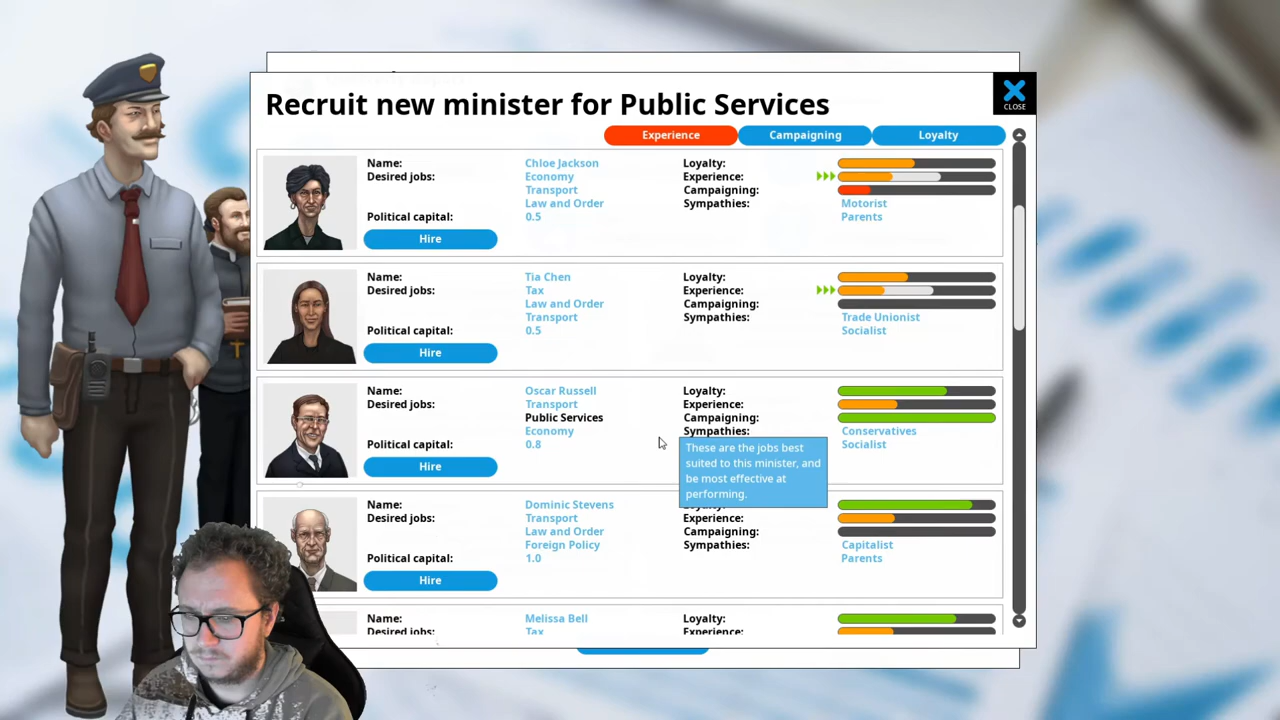 Recruit new minister for Public Services
CLOSE
Experience
Campaigning
Loyalty
Name: Chloe Jackson Loyalty:
Desired jobs: Economy Experience:
Transport Campaigning:
Law and Order Sympathies: Motorist
Political capital: 0.5 Parents
Hire
Name: Tia Chen Loyalty:
Desired jobs: Tax Experience:
Law and Order Campaigning:
Transport Sympathies: Trade Unionist
Political capital: 0.5 Socialist
Hire
Name: Oscar Russell Loyalty:
Desired jobs: Transport Experience:
Public Services Campaigning:
Economy Sympathies: Conservatives
Political capital: 0.8 Socialist
Hire
These are the jobs best
suited to this minister, and
be most effective at
performing.
Name: Dominic Stevens
Desired jobs: Transport Experience:
Law and Order Campaigning:
Foreign Policy Sympathies: Capitalist
Political capital: 1.0 Parents
Hire
Name: Melissa Bell Loyalty:
Desired jobs: Tax Experience: